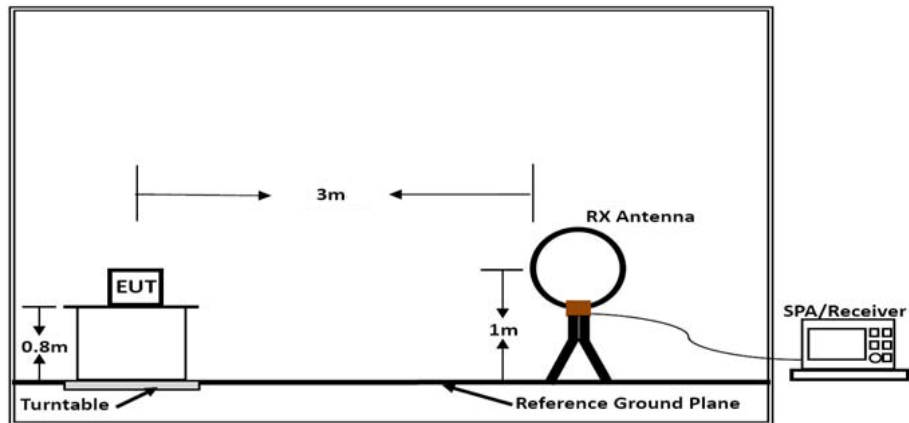 3m
RX Antenna
EUT
SPA/Receiver
0.8m
1m
Turntable
Reference Ground Plane